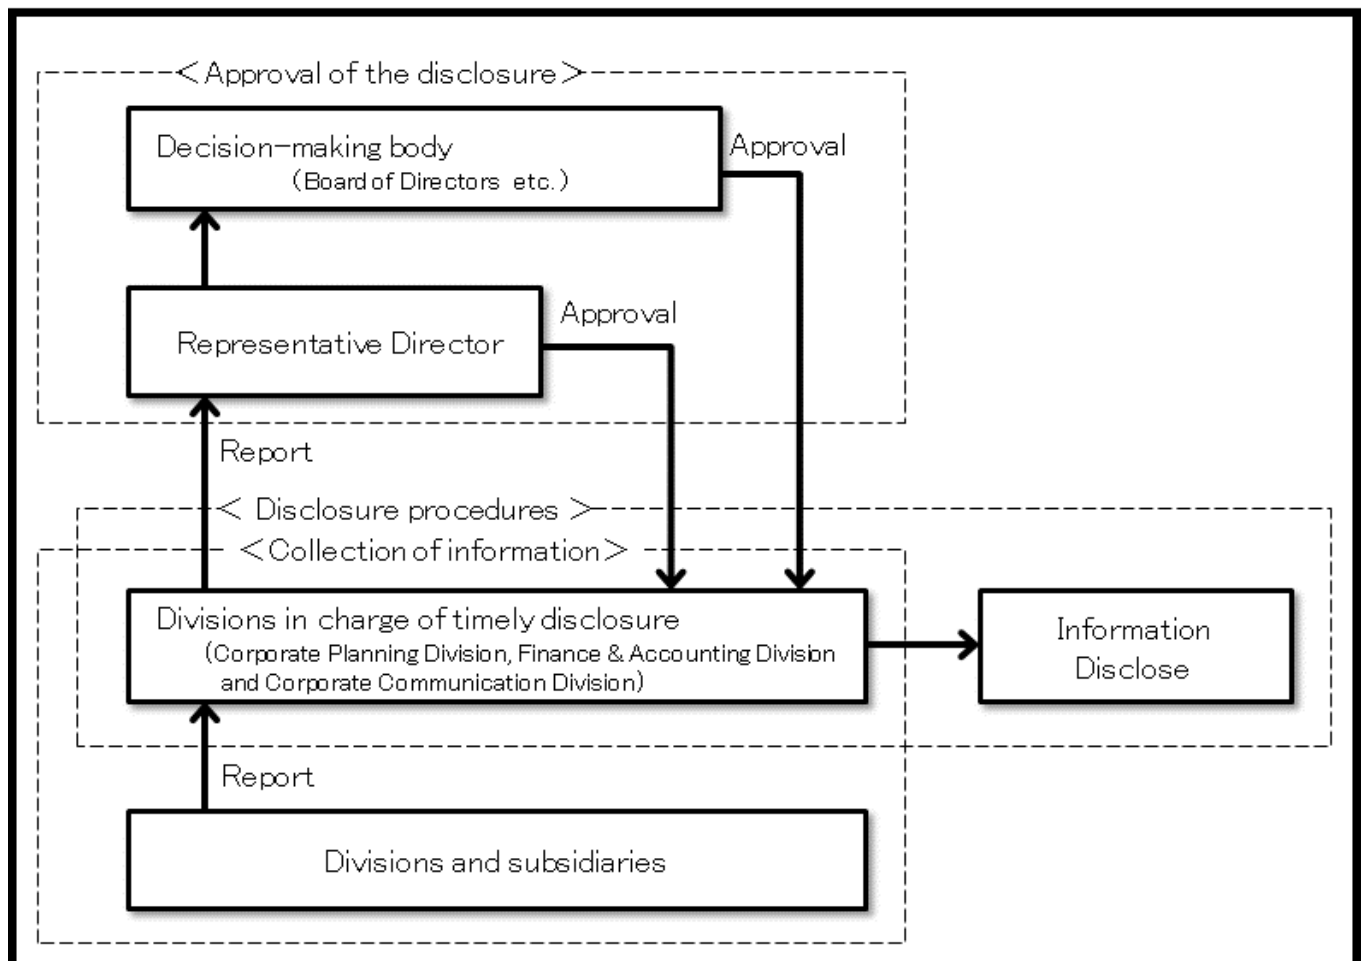 <Approval of the disclosure>
Decision-making body
(Board of Directors etc.)
Approval
Representative Director
Approval
Report
< Disclosure procedures >
<Collection of information>
Divisions in charge of timely disclosure
(Corporate Planning Division, Finance & Accounting Division
and Corporate Communication Division)
Information
Disclose
Report
Divisions and subsidiaries